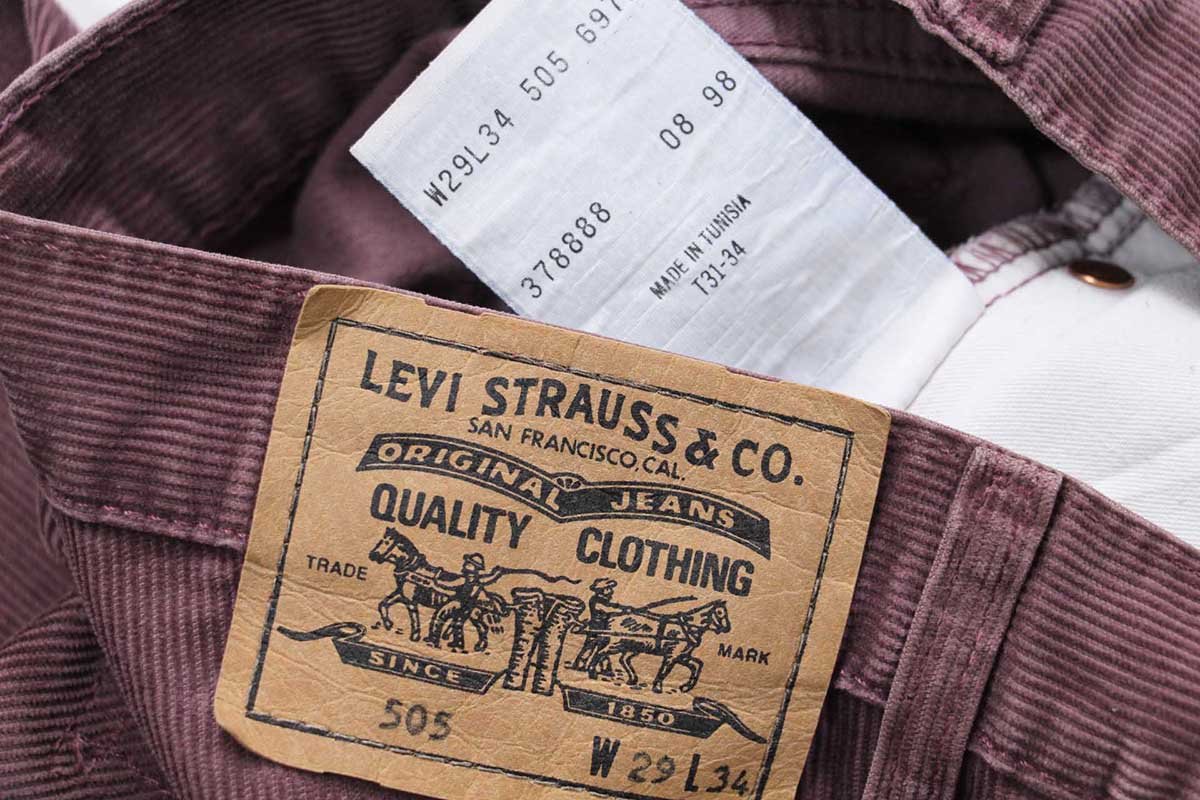 W29L34 505 697
08 98
378888
MADE IN TUNISIA
T31-34
LEVI STRAUSS & CO.
SAN FRANCISCO, CAL.
ORIGINAL JEANS
QUALITY CLOTHING
TRADE MARK
SINCE 1850
505
W 29 L 34